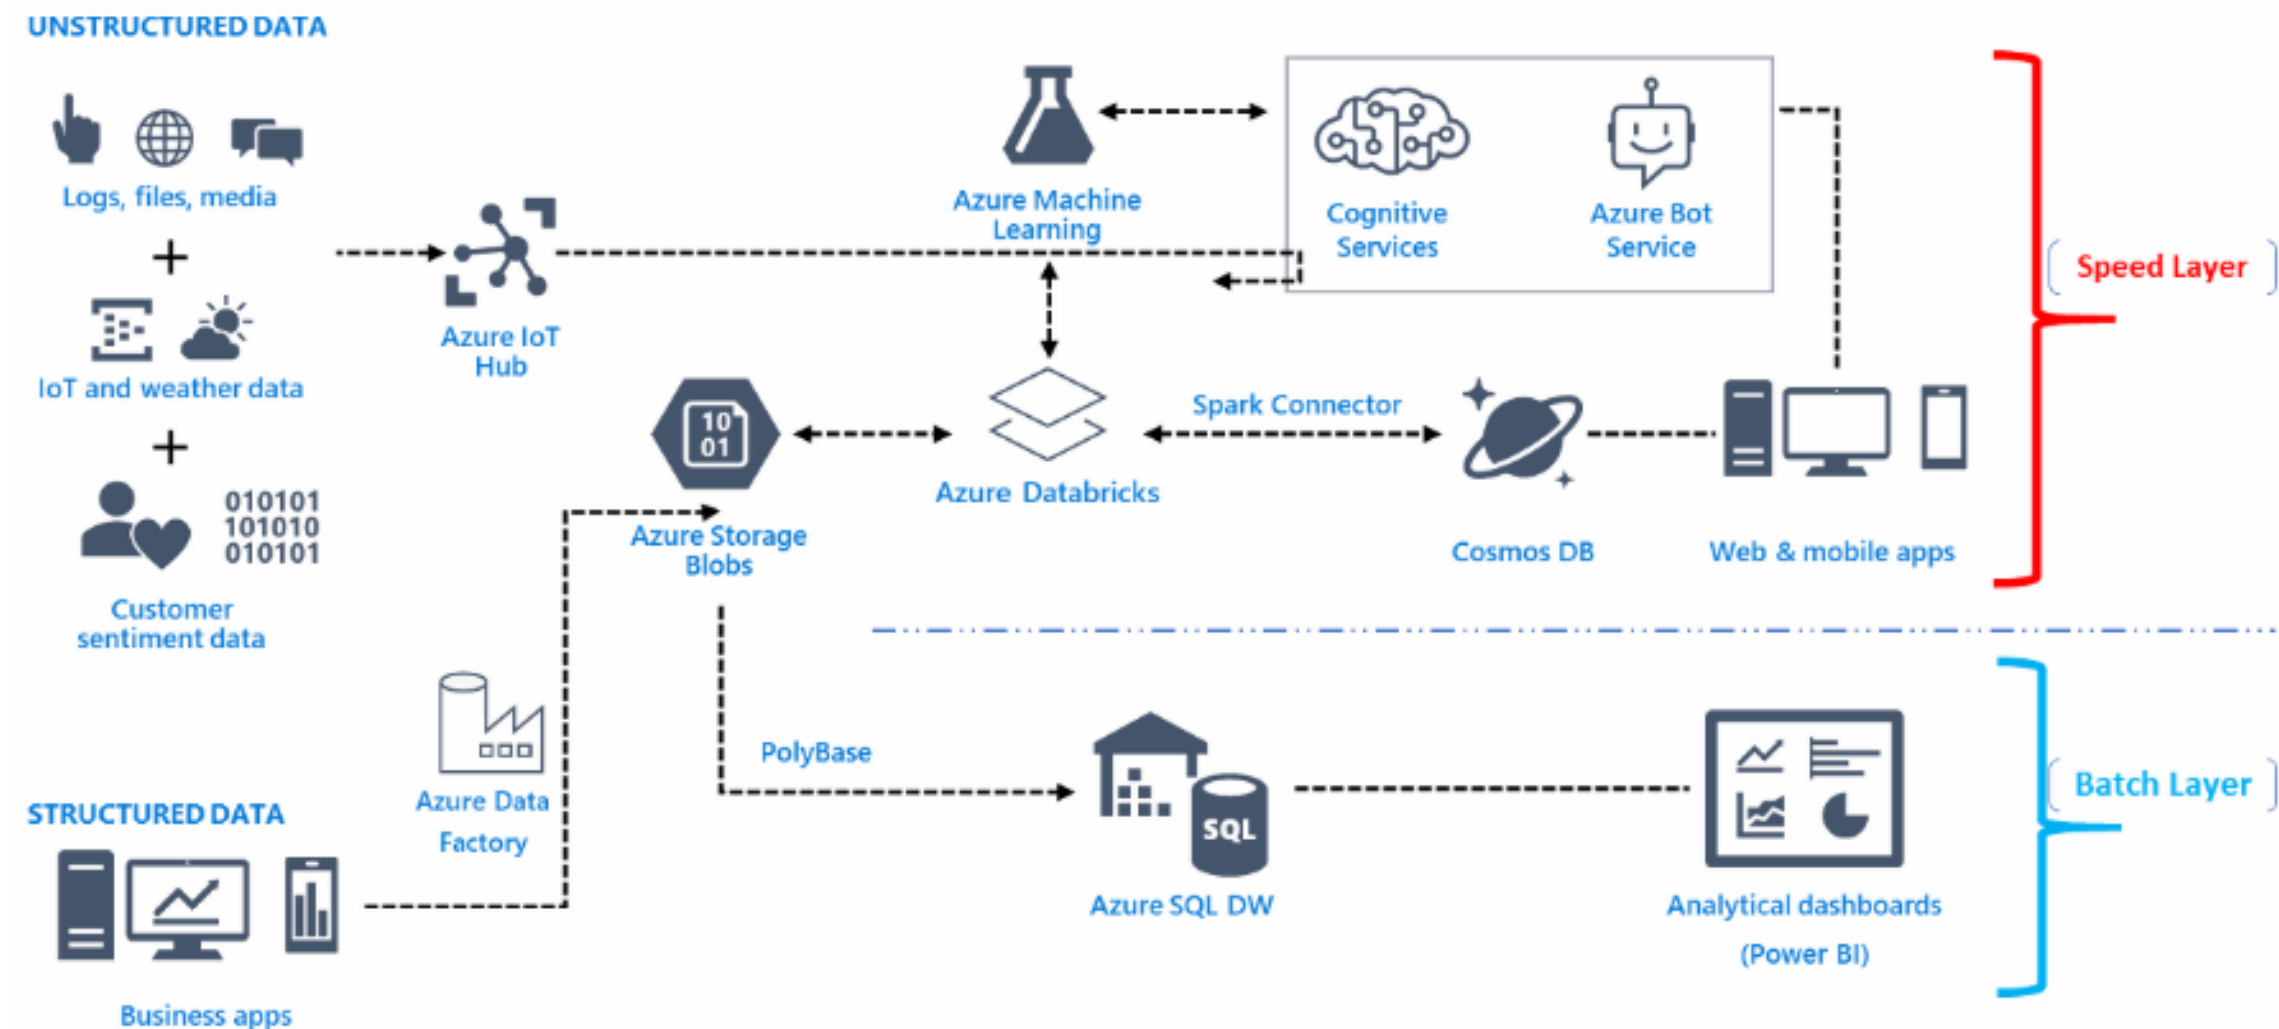 UNSTRUCTURED DATA
Logs, files, media
IoT and weather data
010101
101010
010101
Customer
sentiment data
Azure IoT
Hub
Azure Machine
Learning
Cognitive
Services
Azure Bot
Service
Speed Layer
10
01
Azure Storage
Blobs
Azure Databricks
Spark Connector
Cosmos DB
Web & mobile apps
STRUCTURED DATA
Business apps
Azure Data
Factory
PolyBase
SQL
Azure SQL DW
Analytical dashboards
(Power BI)
Batch Layer